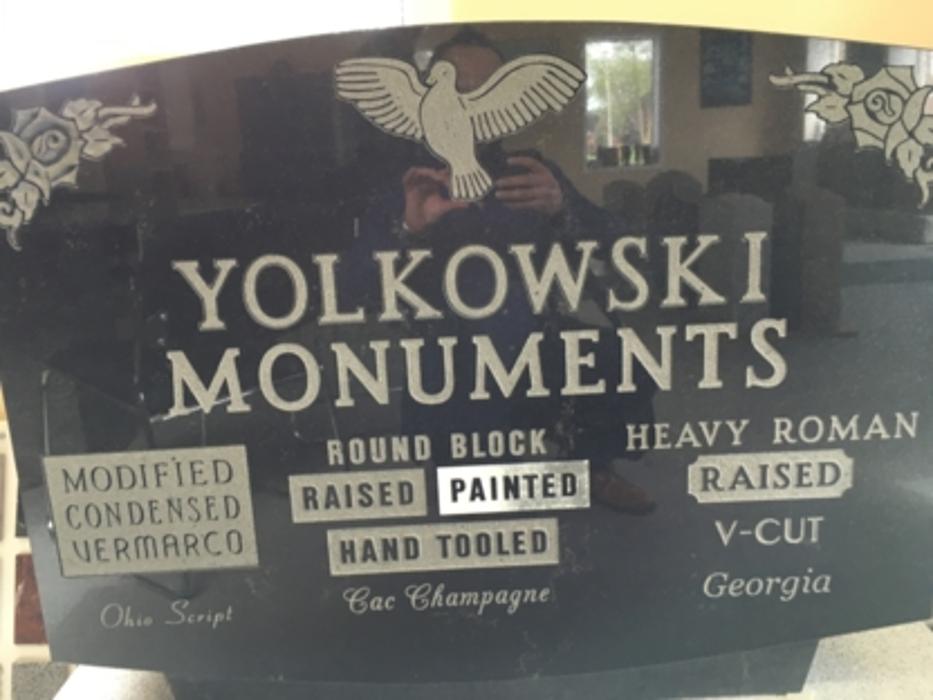 YOLKOWSKI
MONUMENTS
MODIFIED
CONDENSED
VERMARCO
Ohio Script
ROUND BLOCK
RAISED PAINTED
HAND TOOLED
Cac Champagne
HEAVY ROMAN
RAISED
V-CUT
Georgia